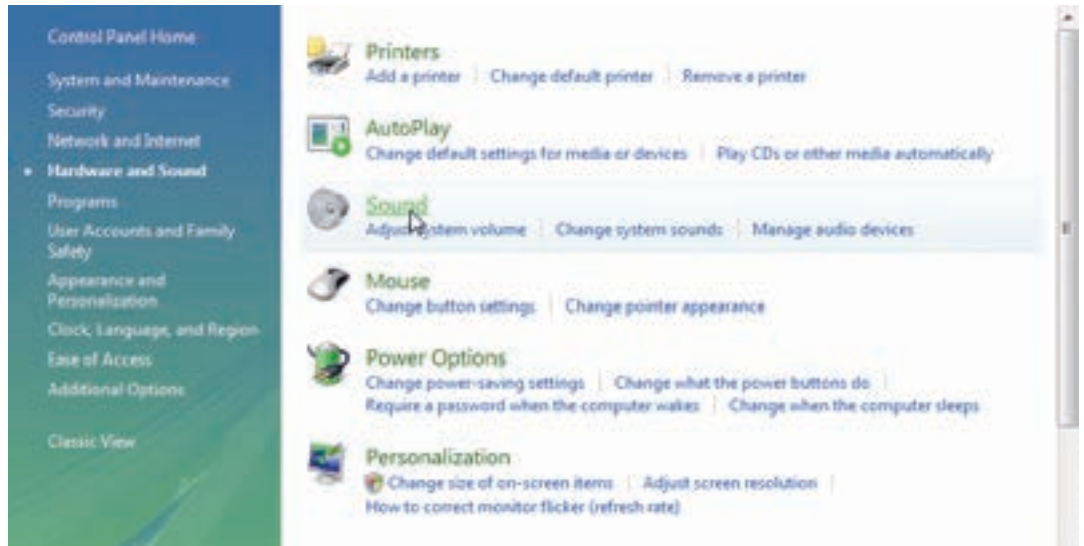 Control Panel Home
System and Maintenance
Security
Network and Internet
Hardware and Sound
Programs
User Accounts and Family
Safety
Appearance and
Personalization
Clock, Language, and Region
Ease of Access
Additional Options
Classic View
Printers
Add a printer | Change default printer | Remove a printer
AutoPlay
Change default settings for media or devices | Play CDs or other media automatically
Sound
Adjust system volume | Change system sounds | Manage audio devices
Mouse
Change button settings | Change pointer appearance
Power Options
Change power-saving settings | Change what the power buttons do |
Require a password when the computer wakes | Change when the computer sleeps
Personalization
Change size of on-screen items | Adjust screen resolution |
How to correct monitor flicker (refresh rate)